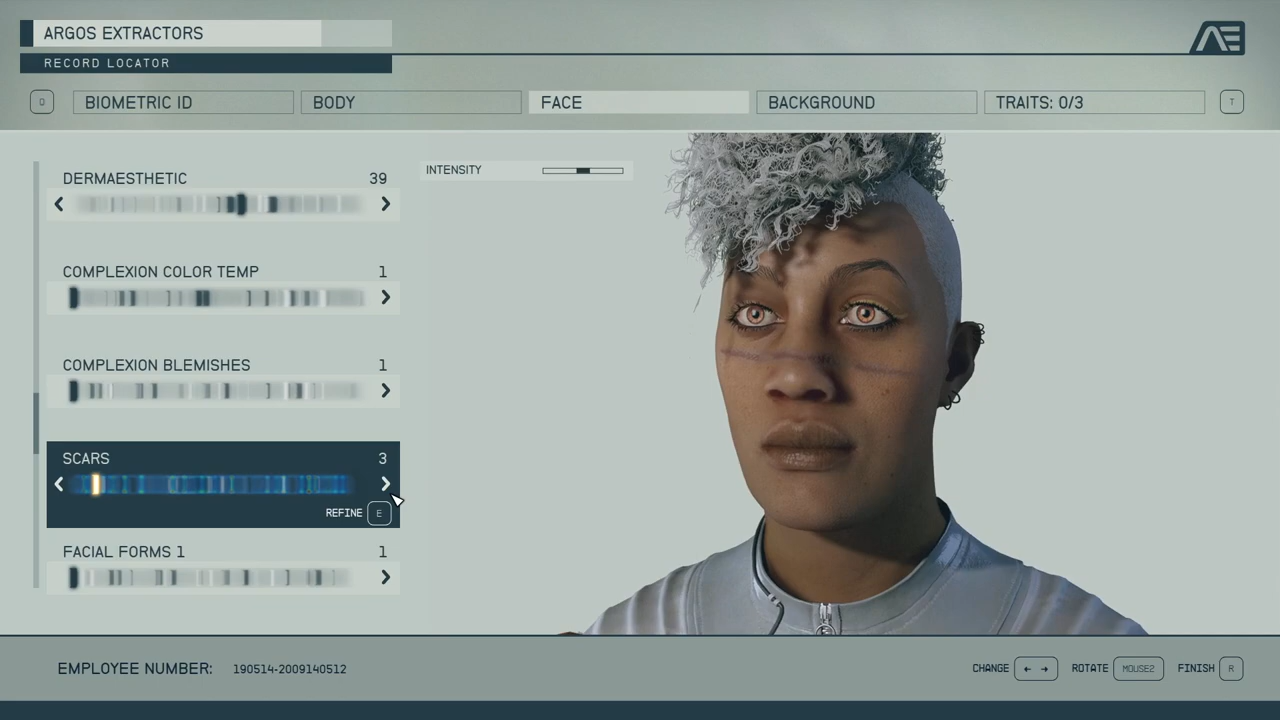 ARGOS EXTRACTORS
RECORD LOCATOR
AE
Q BIOMETRIC ID BODY FACE BACKGROUND TRAITS: 0/3 T
DERMAESTHETIC 39
INTENSITY
COMPLEXION COLOR TEMP 1
COMPLEXION BLEMISHES 1
SCARS 3
REFINE E
FACIAL FORMS 1 1
EMPLOYEE NUMBER: 190514-2009140512
CHANGE ← → ROTATE MOUSE2 FINISH R